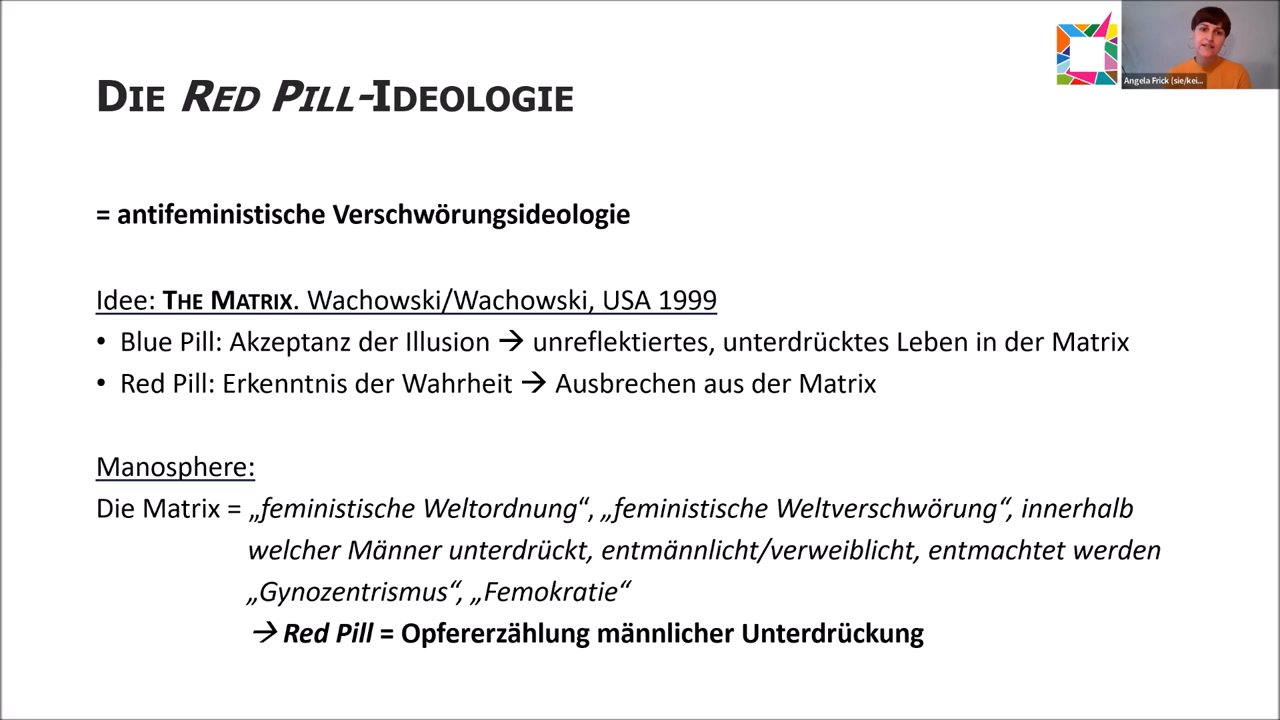 DIE RED PILL-IDEOLOGIE
= antifeministische Verschwörungsideologie
Idee: THE MATRIX. Wachowski/Wachowski, USA 1999
• Blue Pill: Akzeptanz der Illusion → unreflektiertes, unterdrücktes Leben in der Matrix
• Red Pill: Erkenntnis der Wahrheit → Ausbrechen aus der Matrix
Manosphere:
Die Matrix = „feministische Weltordnung“, „feministische Weltverschwörung“, innerhalb
welcher Männer unterdrückt, entmännlicht/verweiblicht, entmachtet werden
„Gynozentrismus“, „Femokratie“
→ Red Pill = Opfererzählung männlicher Unterdrückung
Angela Frick (sie/kei...